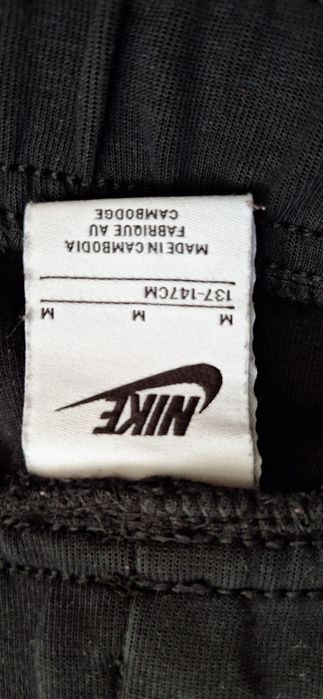 NIKE
M M M
137-147CM
MADE IN CAMBODIA
FABRIQUE AU
CAMBODGE